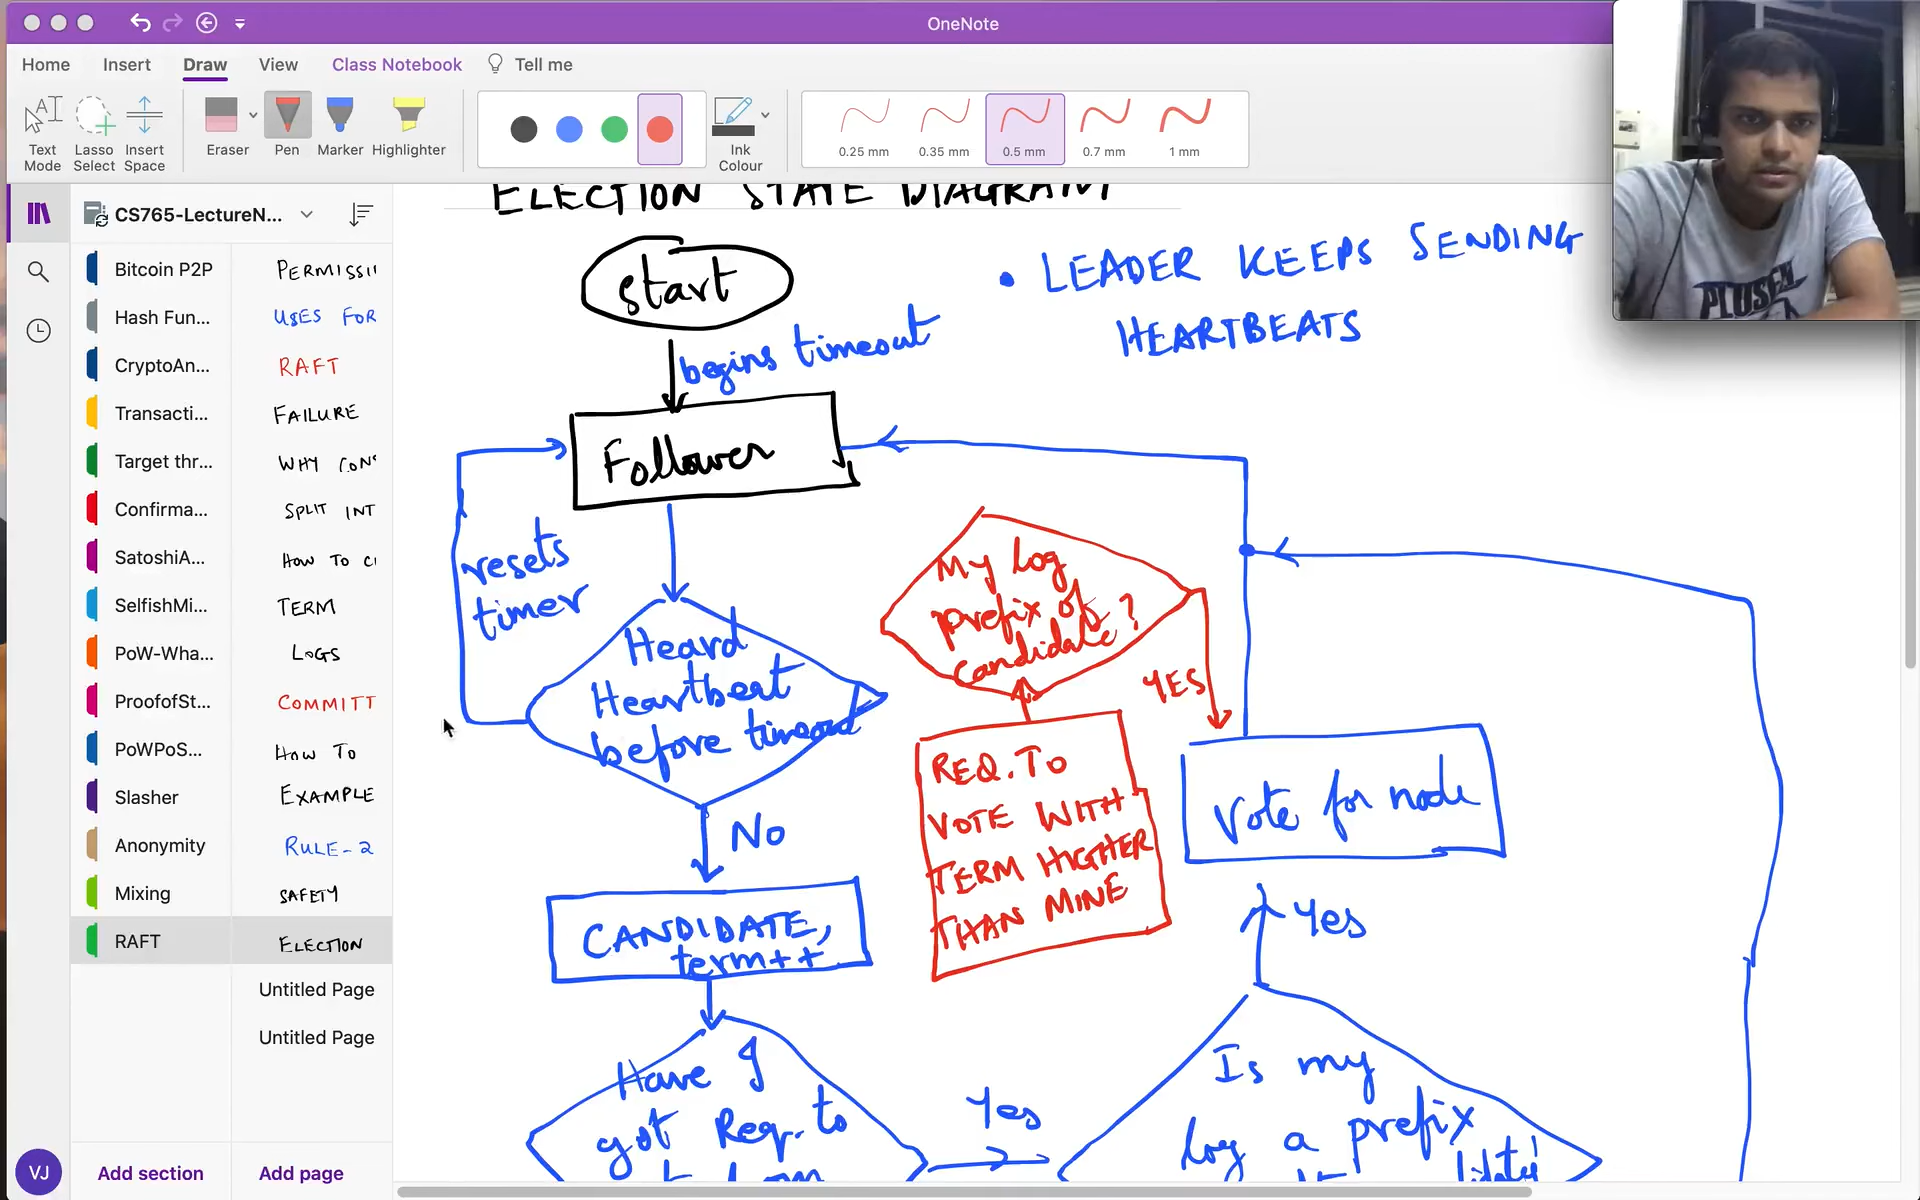 OneNote
Home Insert Draw View Class Notebook Tell me
Text Mode
Lasso Select
Insert Space
Eraser
Pen
Marker
Highlighter
Ink Colour
0.25 mm
0.35 mm
0.5 mm
0.7 mm
1 mm
CS765-LectureN...
Bitcoin P2P
Hash Fun...
CryptoAn...
Transacti...
Target thr...
Confirma...
SatoshiA...
SelfishMi...
PoW-Wha...
ProofofSt...
PoWPoS...
Slasher
Anonymity
Mixing
RAFT
PERMISSI
USES FOR
RAFT
FAILURE
WHY CONS
SPLIT INT
HOW TO C
TERM
LOGS
COMMITT
HOW TO
EXAMPLE
RULE-2
SAFETY
ELECTION
Untitled Page
Untitled Page
VJ
Add section
Add page
ELECTION STATE DIAGRAM
start
• LEADER KEEPS SENDING
HEARTBEATS
begins timeout
Follower
resets
timer
Heard
Heartbeat
before timeout
My log
prefix of
candidate?
YES
REQ. TO
VOTE WITH
TERM HIGHER
THAN MINE
Vote for node
No
CANDIDATE,
term++
Yes
Have I
got Req. to
Yes
Is my
log a prefix
PLUSEN